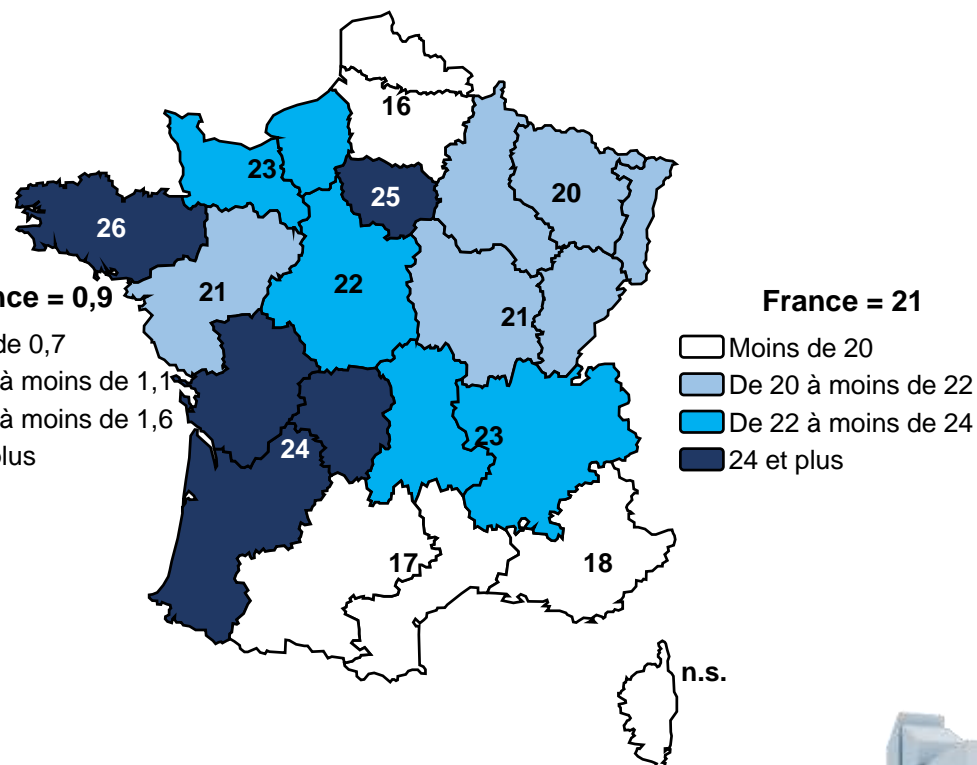 16
23
25
20
26
22
21
21
nce = 0,9
de 0,7
à moins de 1,1
à moins de 1,6
plus
France = 21
Moins de 20
De 20 à moins de 22
De 22 à moins de 24
24 et plus
24
23
17
18
n.s.